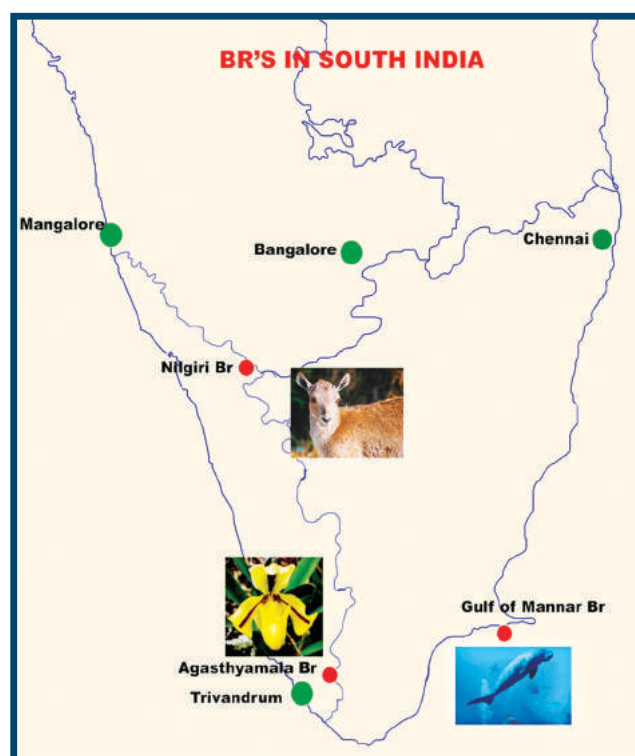 BR'S IN SOUTH INDIA
Mangalore
Bangalore
Chennai
Nilgiri Br
Gulf of Mannar Br
Agasthyamala Br
Trivandrum